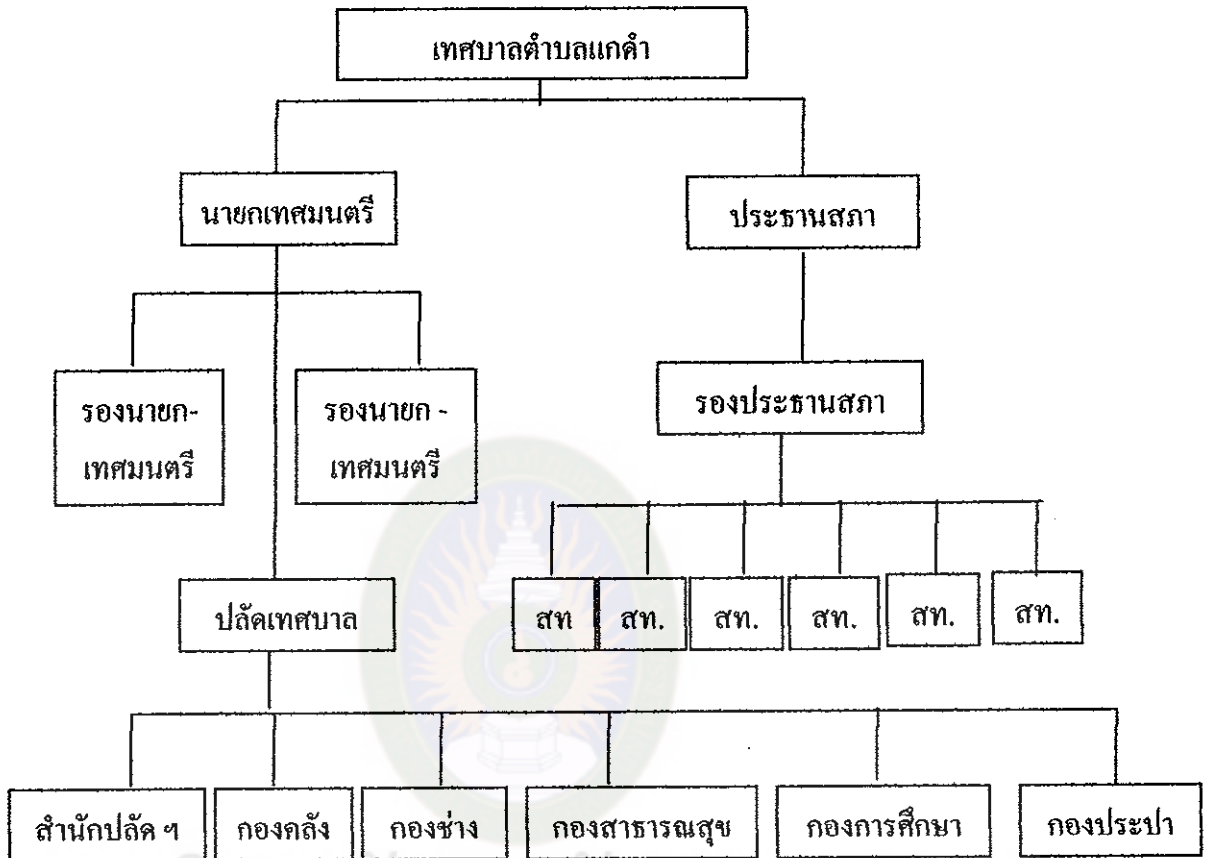 เทศบาลตำบลแกดำ
นายกเทศมนตรี
ประธานสภา
รองนายก-
เทศมนตรี
รองนายก -
เทศมนตรี
รองประธานสภา
ปลัดเทศบาล
สท
สท.
สท.
สท.
สท.
สท.
สำนักปลัด ฯ
กองคลัง
กองช่าง
กองสาธารณสุข
กองการศึกษา
กองประปา